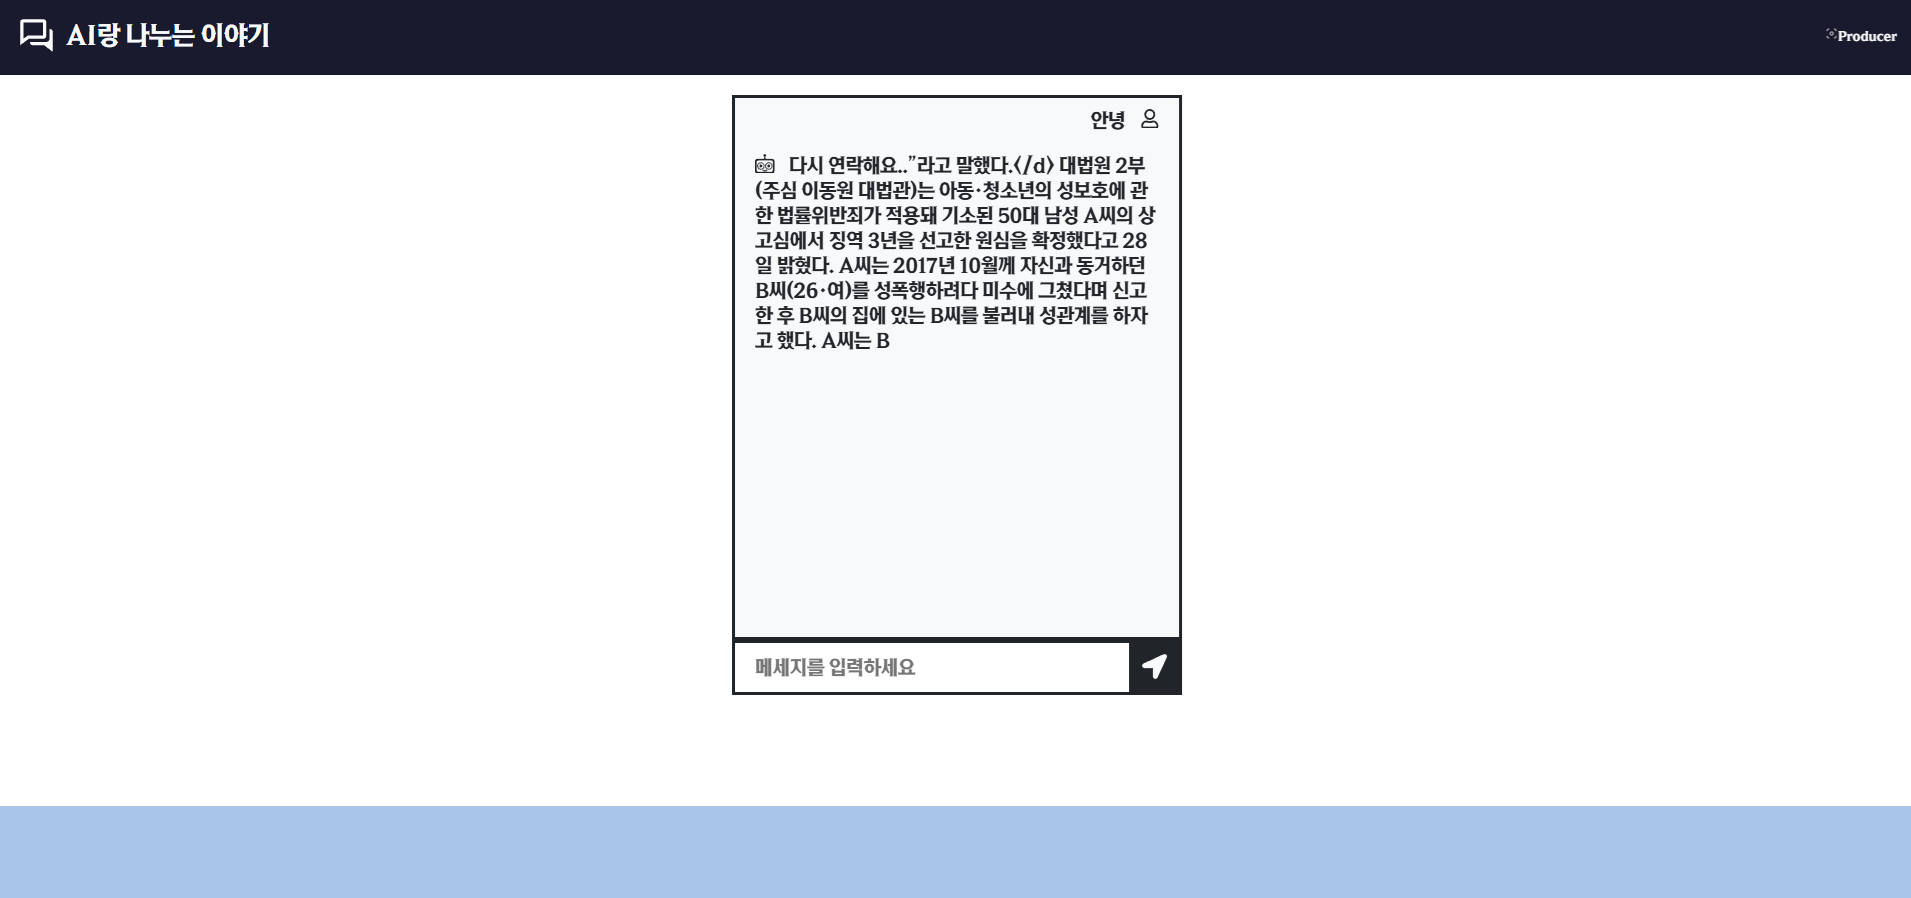 AI랑 나누는 이야기
Producer
안녕
다시 연락해요..”라고 말했다.</d> 대법원 2부
(주심 이동원 대법관)는 아동·청소년의 성보호에 관
한 법률위반죄가 적용돼 기소된 50대 남성 A씨의 상
고심에서 징역 3년을 선고한 원심을 확정했다고 28
일 밝혔다. A씨는 2017년 10월께 자신과 동거하던
B씨(26·여)를 성폭행하려다 미수에 그쳤다며 신고
한 후 B씨의 집에 있는 B씨를 불러내 성관계를 하자
고 했다. A씨는 B
메세지를 입력하세요